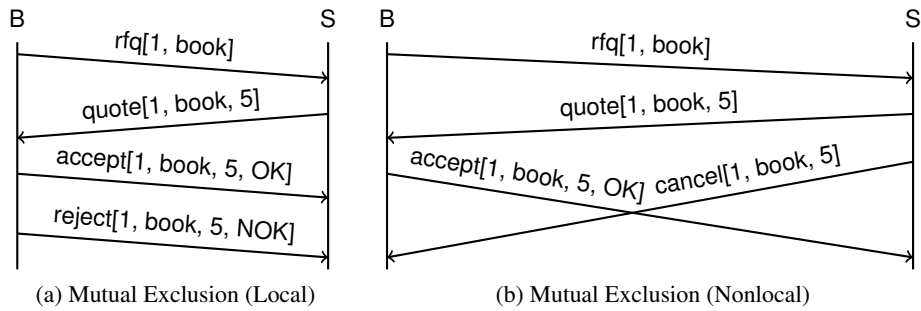 B S
rfq[1, book]
quote[1, book, 5]
accept[1, book, 5, OK]
reject[1, book, 5, NOK]
(a) Mutual Exclusion (Local)
B S
rfq[1, book]
quote[1, book, 5]
accept[1, book, 5, OK]
cancel[1, book, 5]
(b) Mutual Exclusion (Nonlocal)